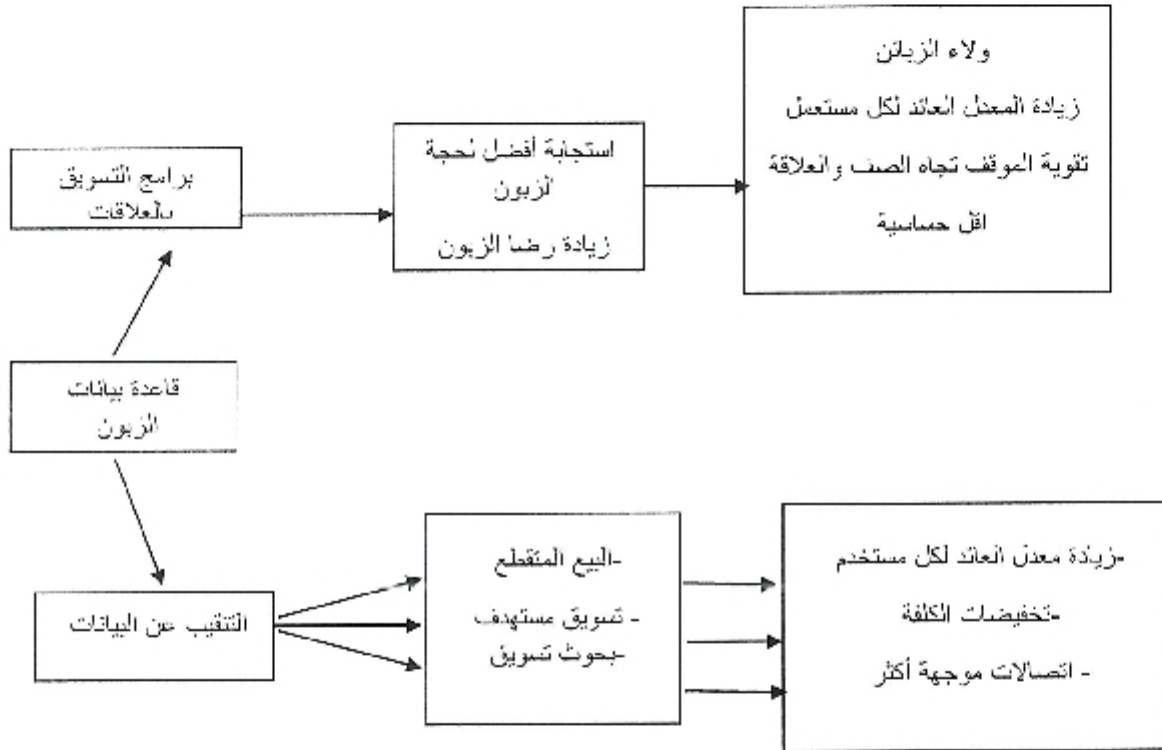 ولاء الزبائن
زيادة المعدل العائد لكل مستعمل
تقوية الموقف تجاه الصف والعلاقة
اقل حساسية
استجابة أفضل لحجة
الزبون
زيادة رضا الزبون
برامج التسويق
بالعلاقات
قاعدة بيانات
الزبون
التنقيب عن البيانات
-البيع المتقطع
- تسويق مستهدف
-بحوث تسويق
-زيادة معدل العائد لكل مستخدم
-تخفيضات الكلفة
- اتصالات موجهة أكثر